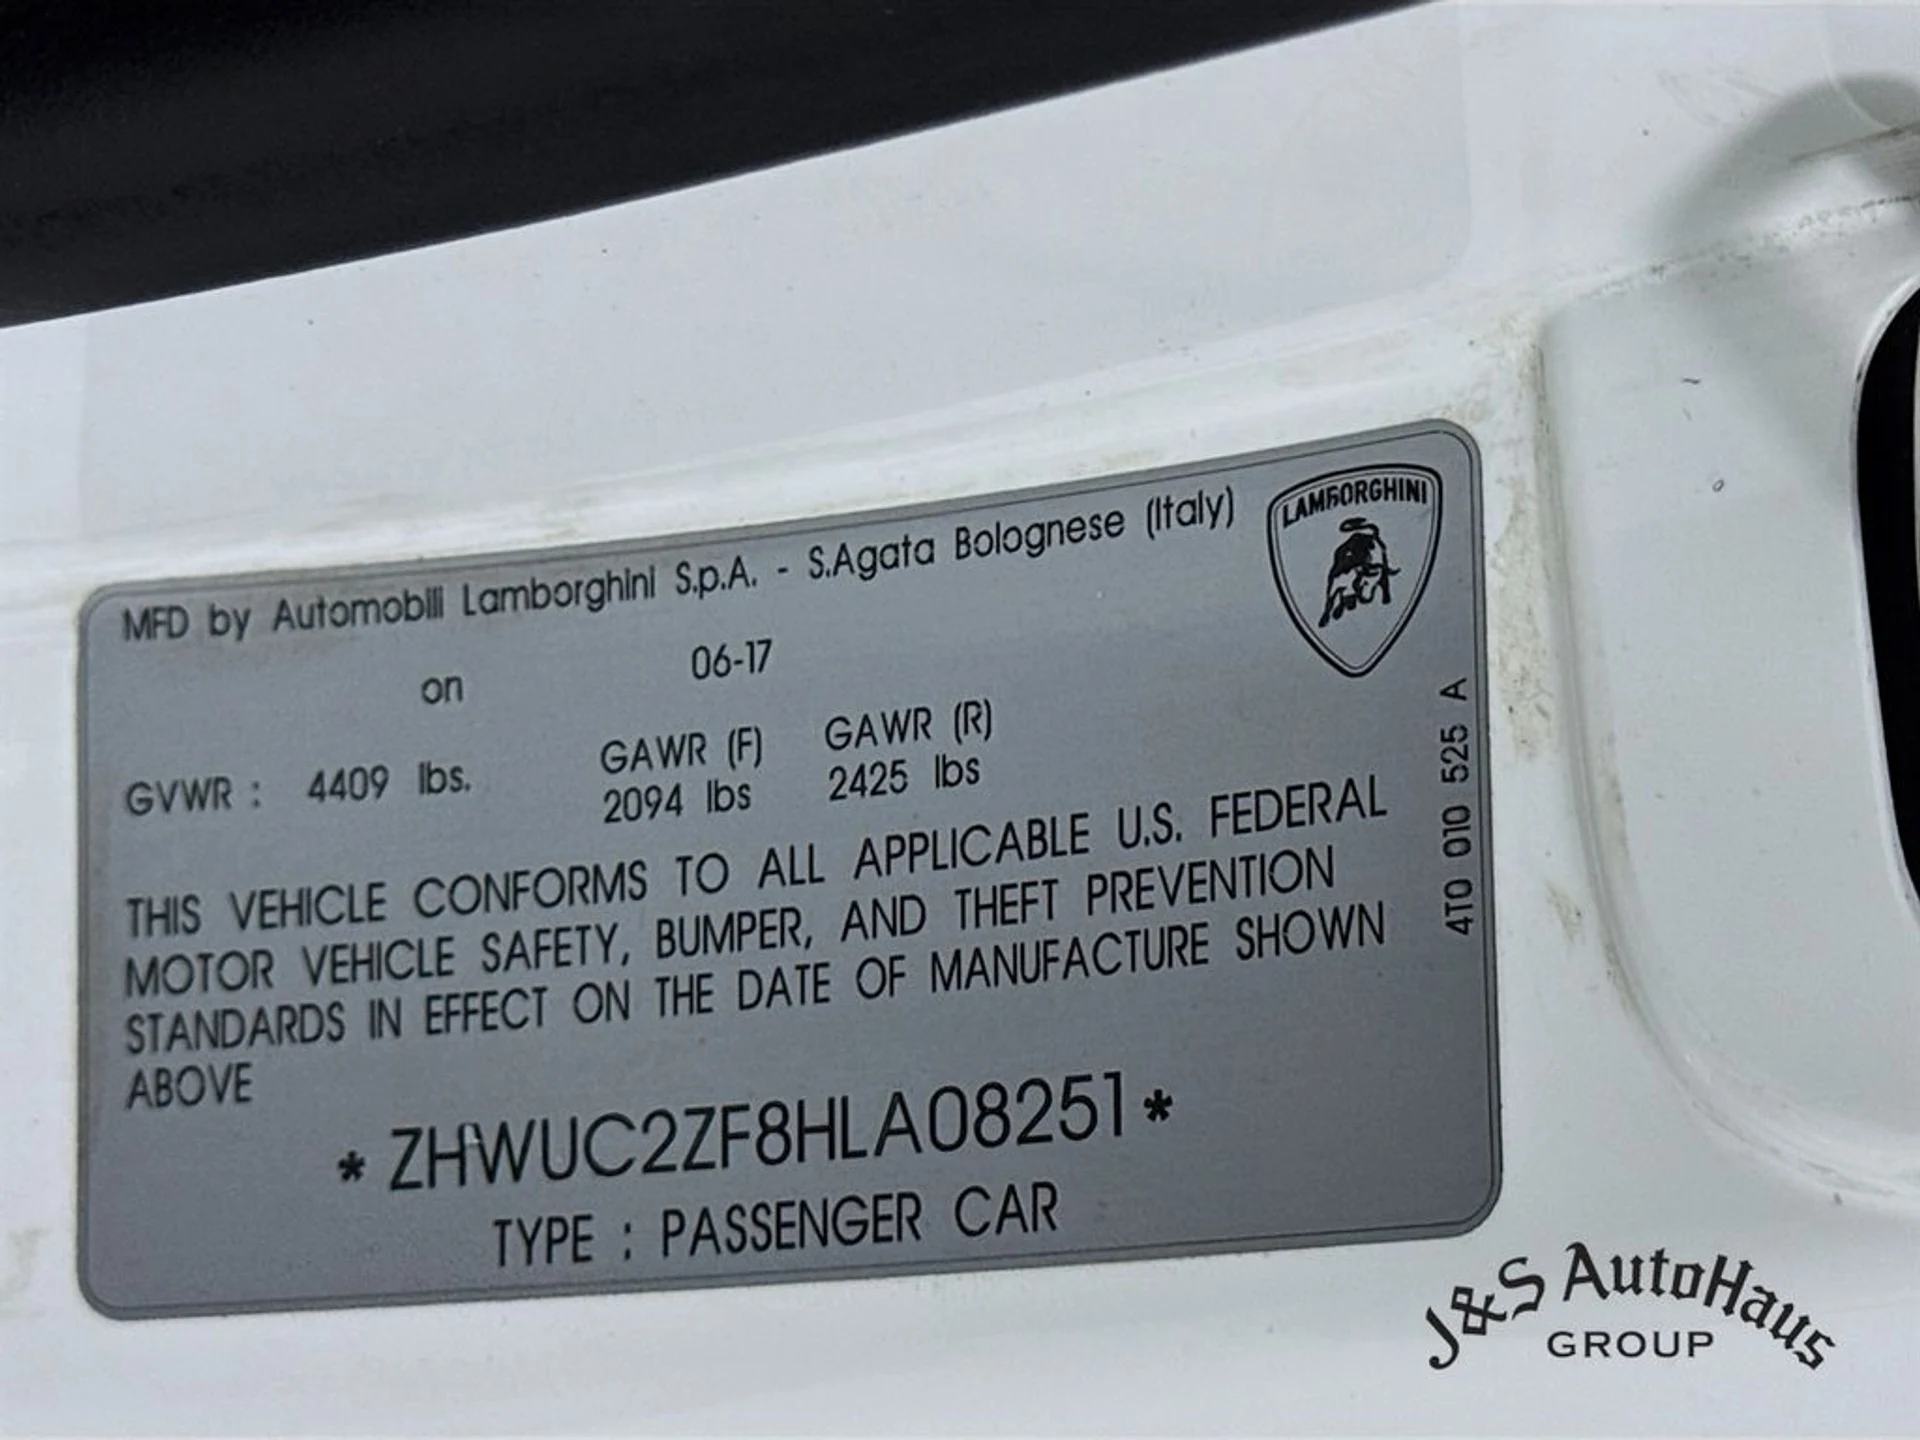 MFD by Automobili Lamborghini S.p.A. - S.Agata Bolognese (Italy)
LAMBORGHINI
on 06-17
GVWR : 4409 lbs. GAWR (F) GAWR (R)
2094 lbs 2425 lbs
THIS VEHICLE CONFORMS TO ALL APPLICABLE U.S. FEDERAL
MOTOR VEHICLE SAFETY, BUMPER, AND THEFT PREVENTION
STANDARDS IN EFFECT ON THE DATE OF MANUFACTURE SHOWN
ABOVE
* ZHWUC2ZF8HLA08251 *
TYPE : PASSENGER CAR
4T0 010 525 A
J&S AutoHaus
GROUP